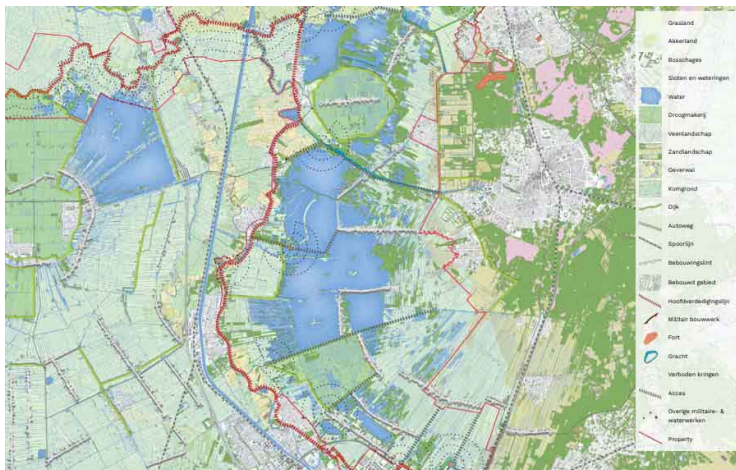 Grasland
Akkerland
Bosschages
Sloten en weteringen
Water
Droogmakerij
Veenlandschap
Zandlandschap
Oeverwal
Komgrond
Dijk
Autoweg
Spoorlijn
Bebouwingslint
Bebouwd gebied
Hoofdverdedigingslijn
Militair bouwwerk
Fort
Gracht
Verboden kringen
Acces
Overige militaire- &
waterwerken
Property